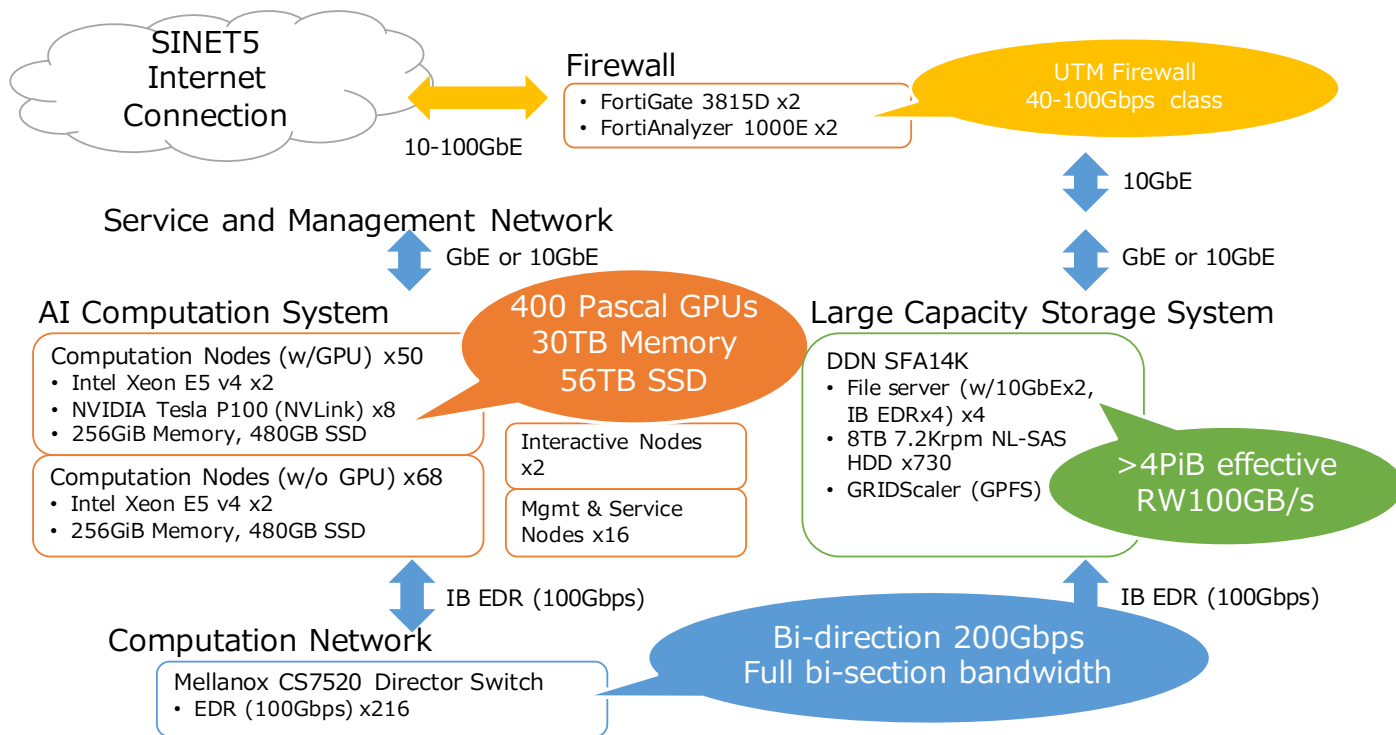 SINET5
Internet
Connection
10-100GbE
Firewall
• FortiGate 3815D x2
• FortiAnalyzer 1000E x2
UTM Firewall
40-100Gbps class
10GbE
Service and Management Network
GbE or 10GbE
GbE or 10GbE
AI Computation System
Computation Nodes (w/GPU) x50
• Intel Xeon E5 v4 x2
• NVIDIA Tesla P100 (NVLink) x8
• 256GiB Memory, 480GB SSD
400 Pascal GPUs
30TB Memory
56TB SSD
Computation Nodes (w/o GPU) x68
• Intel Xeon E5 v4 x2
• 256GiB Memory, 480GB SSD
Interactive Nodes
x2
Mgmt & Service
Nodes x16
Large Capacity Storage System
DDN SFA14K
• File server (w/10GbEx2,
IB EDRx4) x4
• 8TB 7.2Krpm NL-SAS
HDD x730
• GRIDScaler (GPFS)
>4PiB effective
RW100GB/s
IB EDR (100Gbps)
IB EDR (100Gbps)
Computation Network
Mellanox CS7520 Director Switch
• EDR (100Gbps) x216
Bi-direction 200Gbps
Full bi-section bandwidth